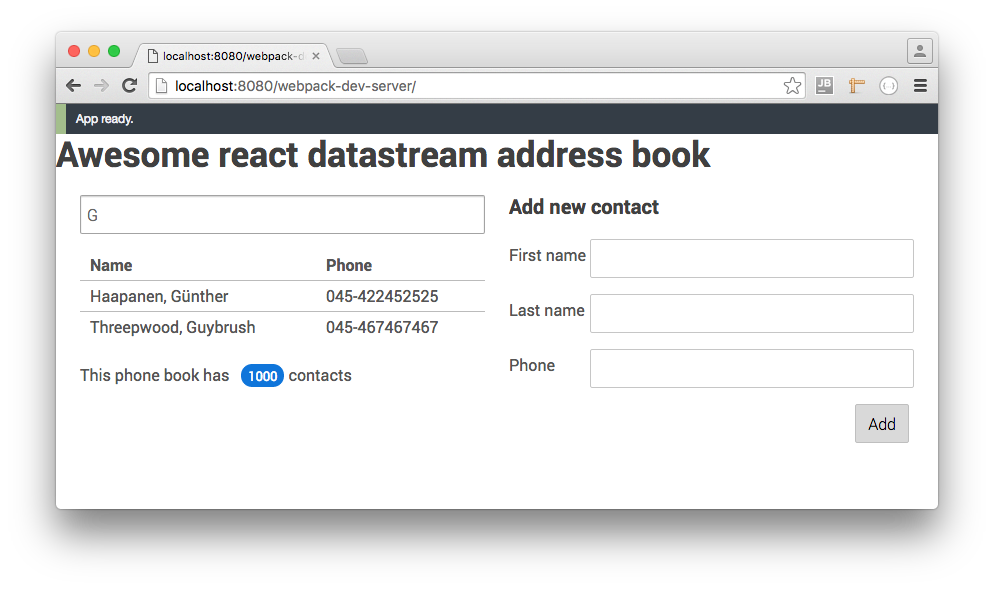 localhost:8080/webpack-d
localhost:8080/webpack-dev-server/
JB
App ready.
Awesome react datastream address book
G
Name Phone
Haapanen, Günther 045-422452525
Threepwood, Guybrush 045-467467467
This phone book has 1000 contacts
Add new contact
First name
Last name
Phone
Add